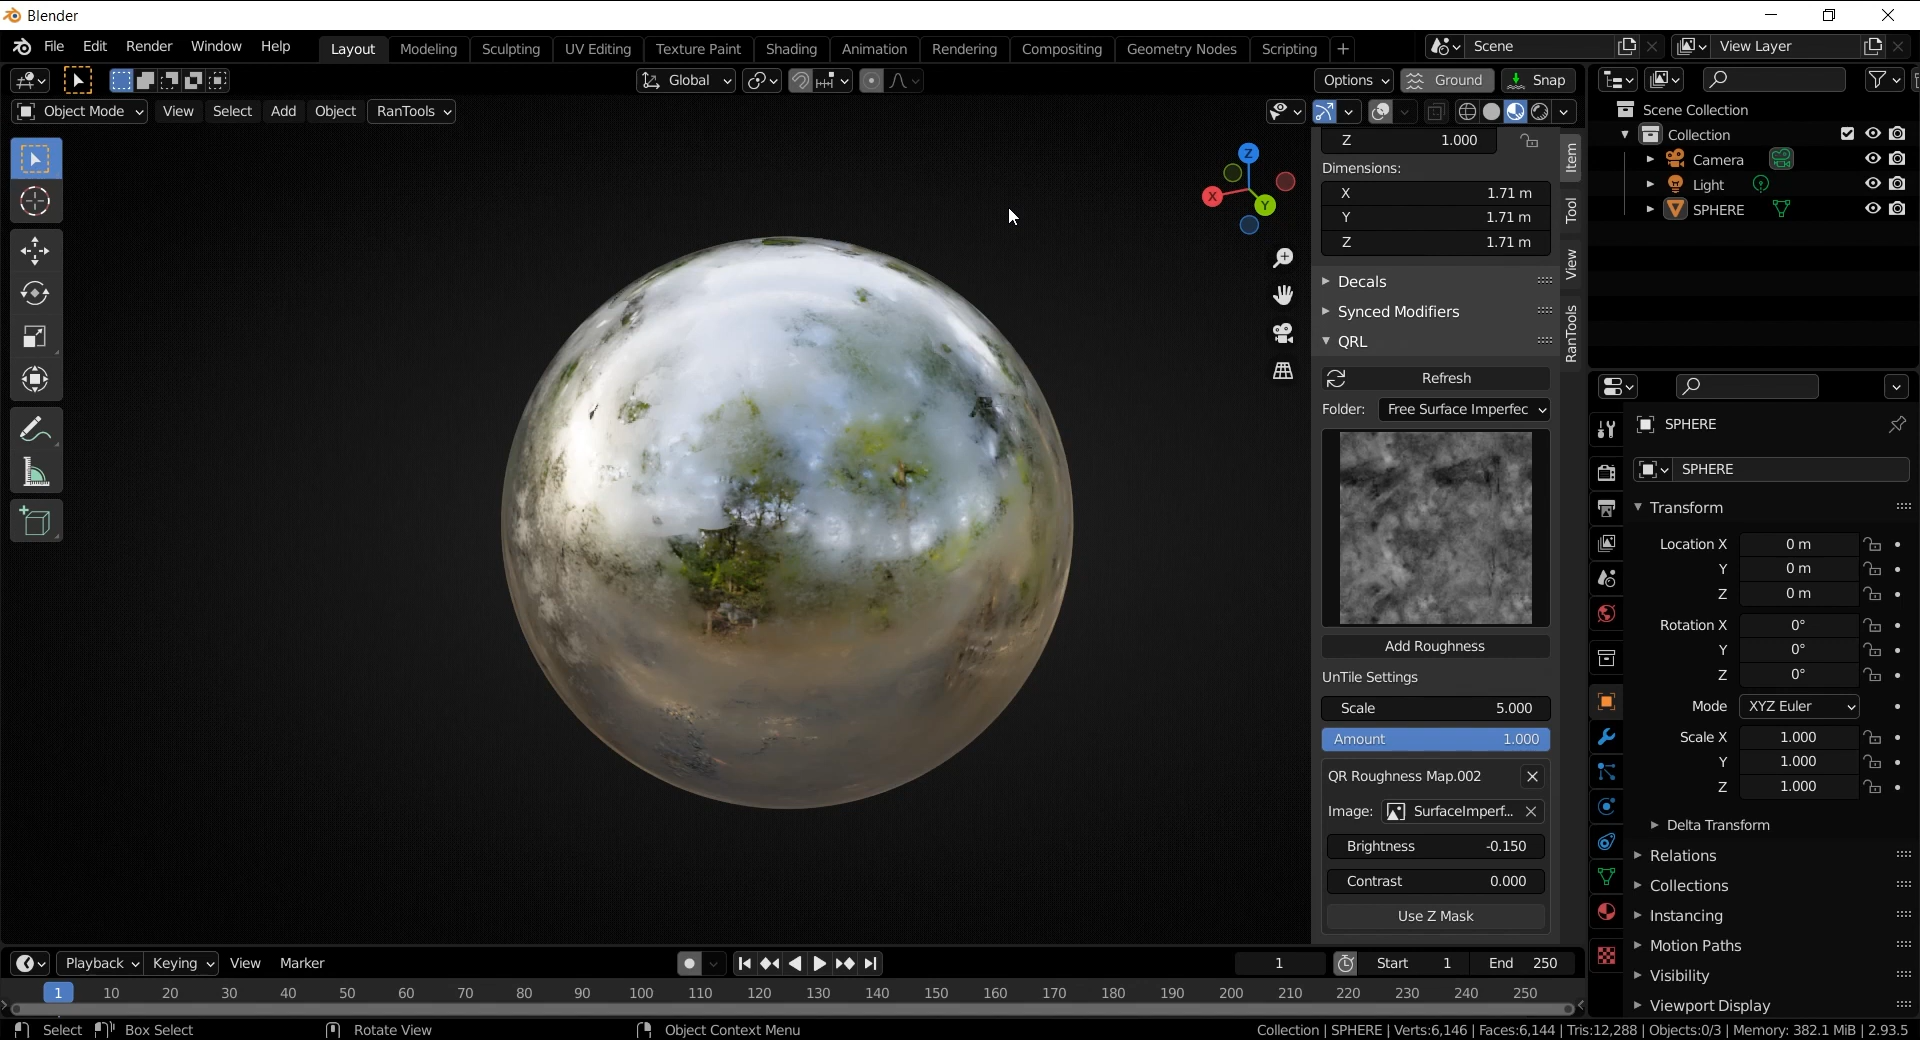 Blender
File Edit Render Window Help Layout Modeling Sculpting UV Editing Texture Paint Shading Animation Rendering Compositing Geometry Nodes Scripting + Scene View Layer
Global Options Ground Snap
Object Mode View Select Add Object RanTools
Z
X
Y
Z 1.000
Dimensions:
X 1.71 m
Y 1.71 m
Z 1.71 m
Decals
Synced Modifiers
QRL
Refresh
Folder: Free Surface Imperfec
Add Roughness
UnTile Settings
Scale 5.000
Amount 1.000
QR Roughness Map.002
Image: SurfaceImperf...
Brightness -0.150
Contrast 0.000
Use Z Mask
Item
Tool
View
RanTools
Scene Collection
Collection
Camera
Light
SPHERE
SPHERE
SPHERE
Transform
Location X 0 m
Y 0 m
Z 0 m
Rotation X 0°
Y 0°
Z 0°
Mode XYZ Euler
Scale X 1.000
Y 1.000
Z 1.000
Delta Transform
Relations
Collections
Instancing
Motion Paths
Visibility
Viewport Display
Playback Keying View Marker 1 Start 1 End 250
1 10 20 30 40 50 60 70 80 90 100 110 120 130 140 150 160 170 180 190 200 210 220 230 240 250
Select Box Select Rotate View Object Context Menu Collection | SPHERE | Verts:6,146 | Faces:6,144 | Tris:12,288 | Objects:0/3 | Memory: 382.1 MiB | 2.93.5